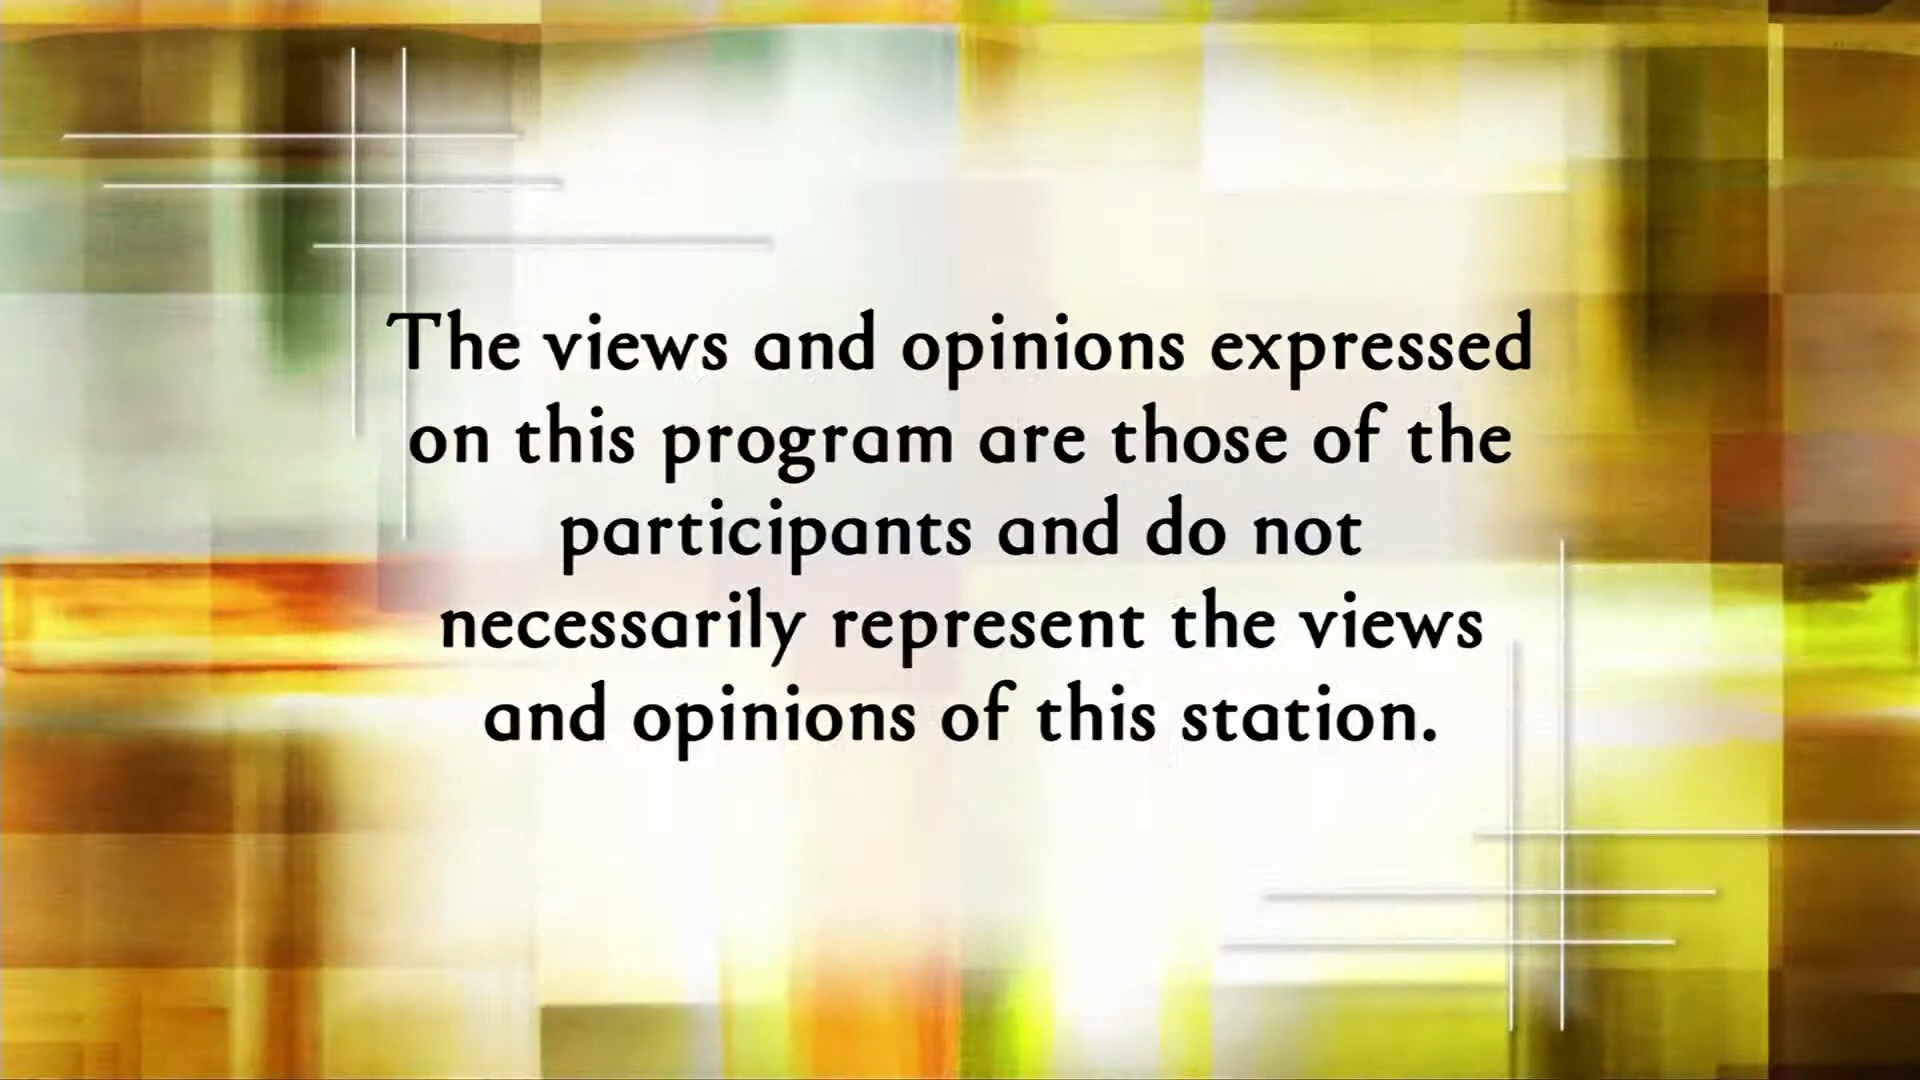 The views and opinions expressed
on this program are those of the
participants and do not
necessarily represent the views
and opinions of this station.